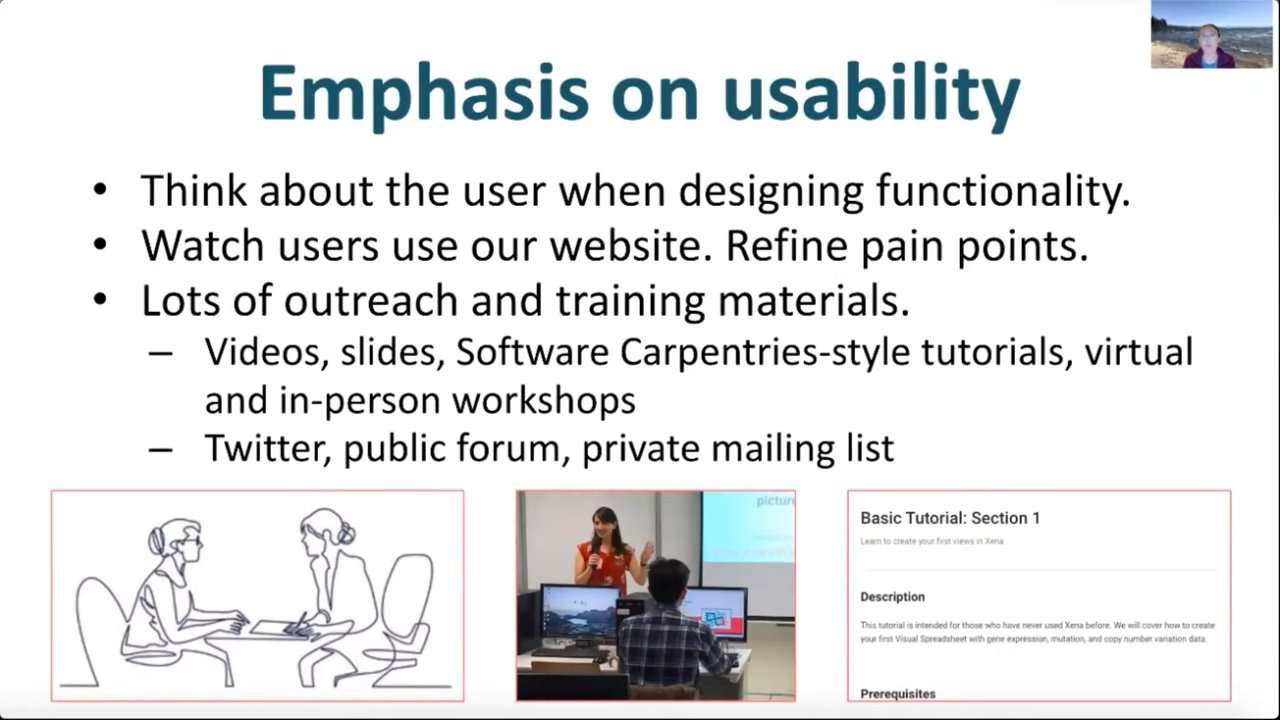 Emphasis on usability
• Think about the user when designing functionality.
• Watch users use our website. Refine pain points.
• Lots of outreach and training materials.
– Videos, slides, Software Carpentries-style tutorials, virtual
and in-person workshops
– Twitter, public forum, private mailing list
Basic Tutorial: Section 1
Learn to create your first views in Xena.
Description
This tutorial is intended for those who have never used Xena before. We will cover how to create
your first Visual Spreadsheet with gene expression, mutation, and copy number variation data.
Prerequisites